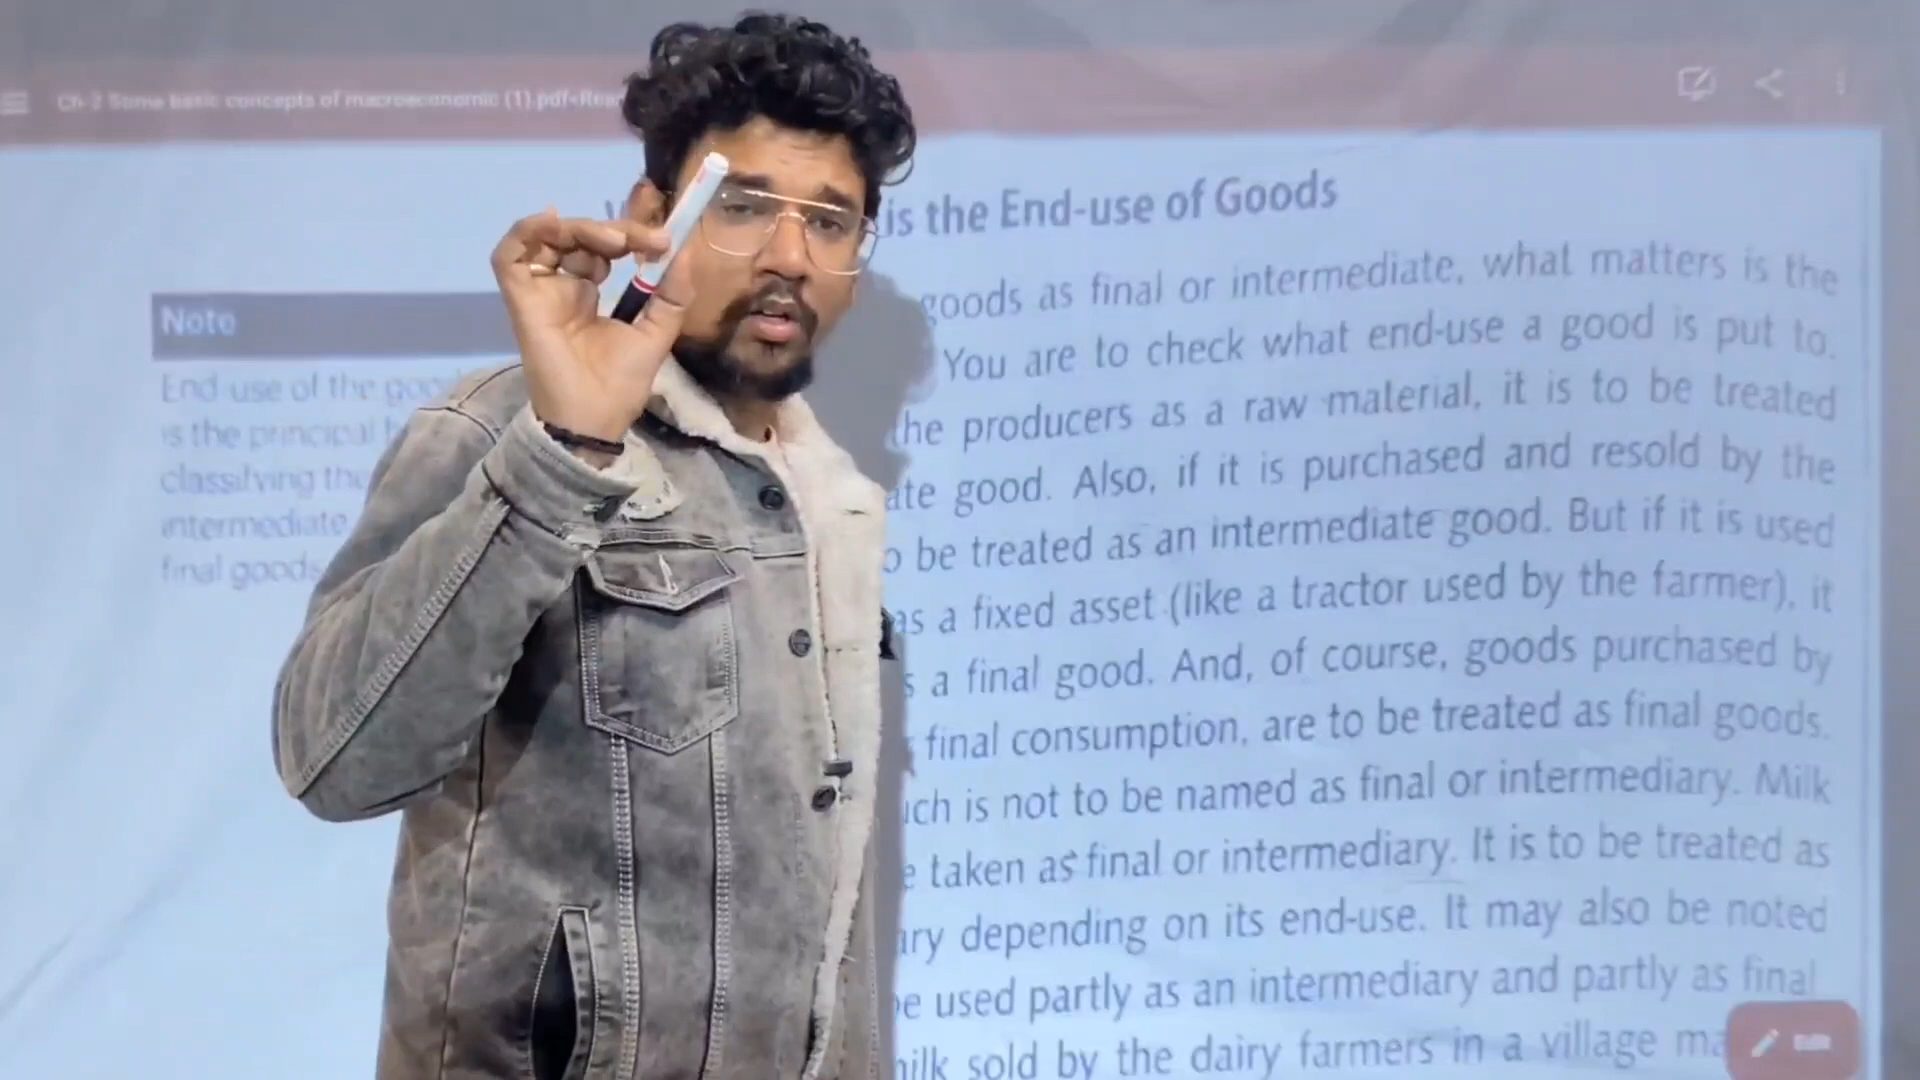 Ch-2 Some basic concepts of macroeconomic (1).pdf
is the End-use of Goods
Note
End-use of the
is the principal
classifying
intermediate
final goods
goods as final or intermediate, what matters is the
You are to check what end-use a good is put to.
the producers as a raw material, it is to be treated
good. Also, if it is purchased and resold by the
be treated as an intermediate good. But if it is used
as a fixed asset (like a tractor used by the farmer), it
a final good. And, of course, goods purchased by
final consumption, are to be treated as final goods.
is not to be named as final or intermediary. Milk
taken as final or intermediary. It is to be treated as
depending on its end-use. It may also be noted
used partly as an intermediary and partly as final
sold by the dairy farmers in a village